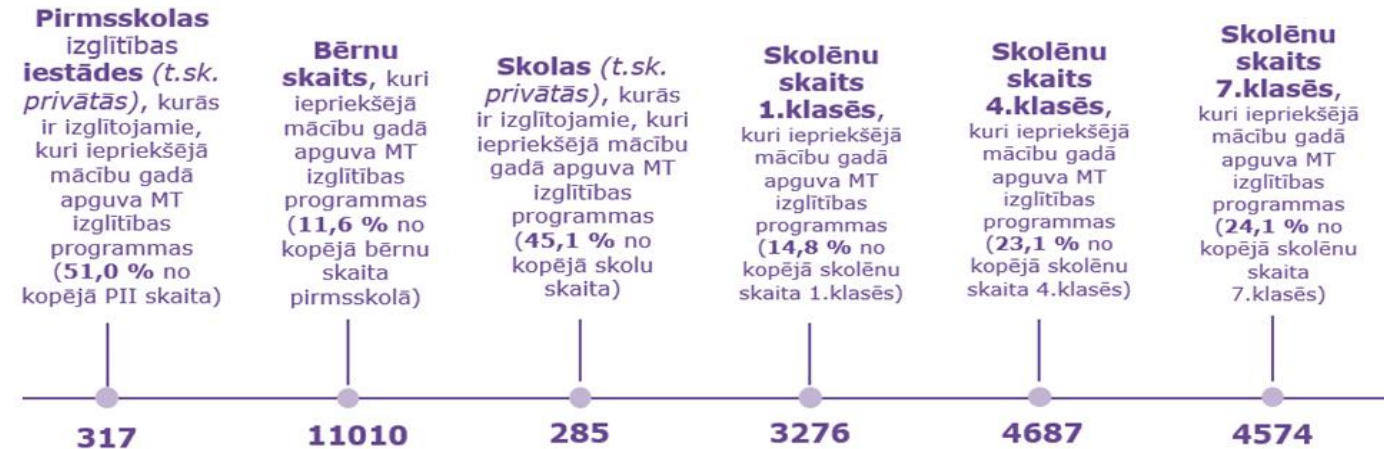 Pirmsskolas
izglītības
iestādes (t.sk.
privātās), kurās
ir izglītojamie,
kuri iepriekšējā
mācību gadā
apguva MT
izglītības
programmas
(51,0 % no
kopējā PII skaita)
317
Bērnu
skaits, kuri
iepriekšējā
mācību gadā
apguva MT
izglītības
programmas
(11,6 % no
kopējā bērnu
skaita
pirmsskolā)
11010
Skolas (t.sk.
privātās), kurās
ir izglītojamie, kuri
iepriekšējā mācību
gadā apguva MT
izglītības
programmas
(45,1 % no
kopējā skolu
skaita)
285
Skolēnu
skaits
1.klasēs,
kuri iepriekšējā
mācību gadā
apguva MT
izglītības
programmas
(14,8 % no
kopējā skolēnu
skaita 1.klasēs)
3276
Skolēnu
skaits
4.klasēs,
kuri iepriekšējā
mācību gadā
apguva MT
izglītības
programmas
(23,1 % no
kopējā skolēnu
skaita 4.klasēs)
4687
Skolēnu
skaits
7.klasēs,
kuri iepriekšējā
mācību gadā
apguva MT
izglītības
programmas
(24,1 % no
kopējā skolēnu
skaita
7.klasēs)
4574